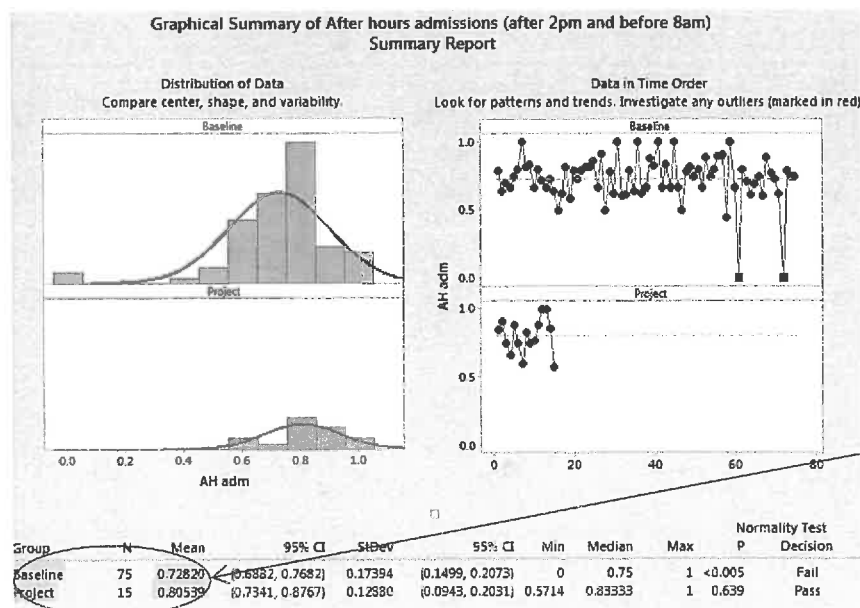 Graphical Summary of After hours admissions (after 2pm and before 8am)
Summary Report
Distribution of Data
Compare center, shape, and variability.
Baseline
Project
0.0 0.2 0.4 0.6 0.8 1.0
AH adm
Data in Time Order
Look for patterns and trends. Investigate any outliers (marked in red)
Baseline
1.0
0.5
0.0
AH adm
Project
1.0
0.5
0.0
0 20 40 60 80
Normality Test
Group N Mean 95% CI StDev 95% CI Min Median Max P Decision
Baseline 75 0.72820 (0.6882, 0.7682) 0.17394 (0.1499, 0.2073) 0 0.75 1 <0.005 Fail
Project 15 0.80539 (0.7341, 0.8767) 0.12880 (0.0943, 0.2031) 0.5714 0.83333 1 0.639 Pass